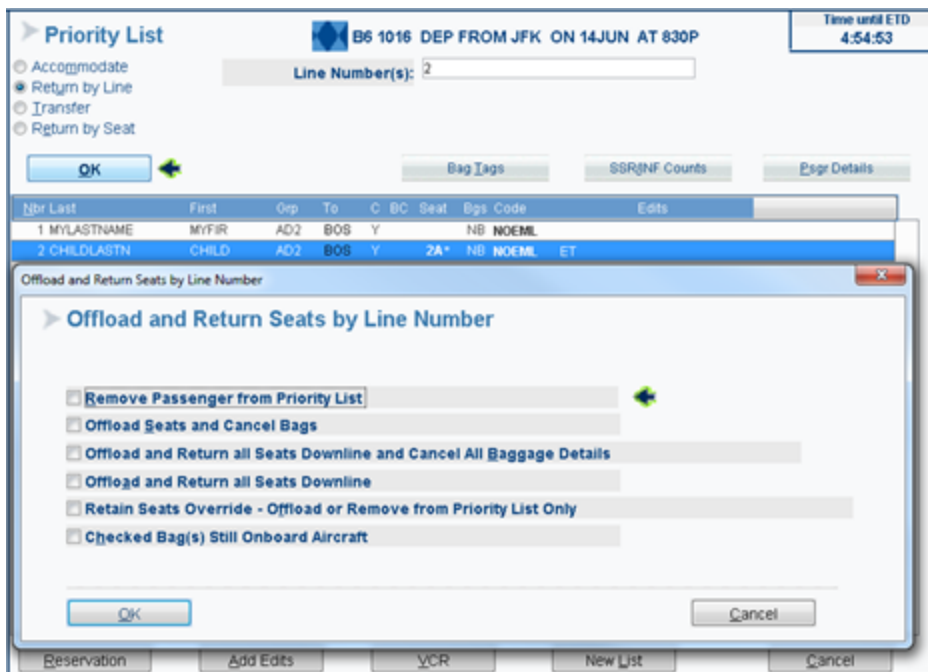 Priority List
B6 1016 DEP FROM JFK ON 14JUN AT 830P
Time until ETD
4:54:53
Accommodate
Return by Line
Transfer
Return by Seat
Line Number(s): 2
OK
Bag Tags
SSR/INF Counts
Psgr Details
Nbr Last First Grp To C BC Seat Bgs Code Edits
1 MYLASTNAME MYFIR AD2 BOS Y NB NOEML
2 CHILDLASTN CHILD AD2 BOS Y 2A* NB NOEML ET
Offload and Return Seats by Line Number
x
Offload and Return Seats by Line Number
Remove Passenger from Priority List
Offload Seats and Cancel Bags
Offload and Return all Seats Downline and Cancel All Baggage Details
Offload and Return all Seats Downline
Retain Seats Override - Offload or Remove from Priority List Only
Checked Bag(s) Still Onboard Aircraft
OK
Cancel
Reservation
Add Edits
VCR
New List
Cancel